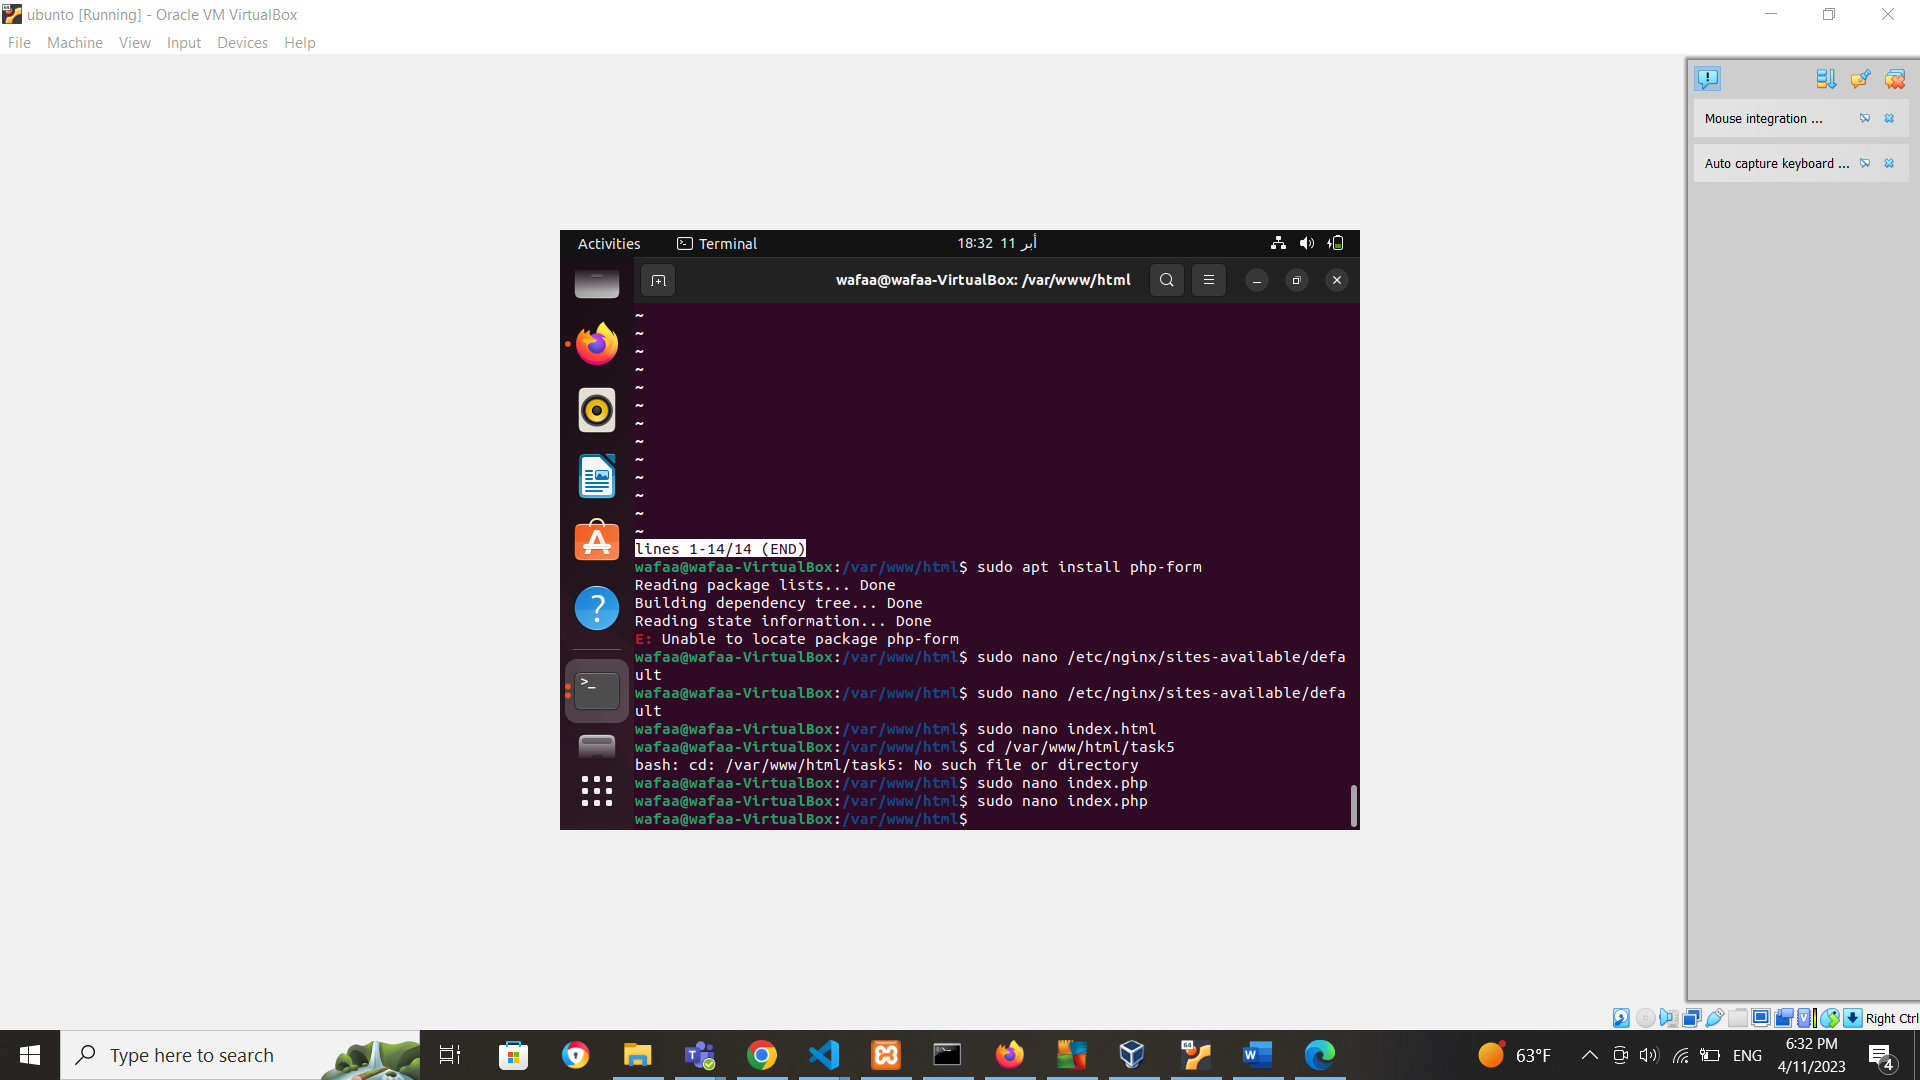 ubunto [Running] - Oracle VM VirtualBox
File Machine View Input Devices Help
Mouse integration ...
Auto capture keyboard ...
Activities Terminal 18:32 11 أبر
wafaa@wafaa-VirtualBox: /var/www/html
~
~
~
~
~
~
~
~
~
~
~
~
~
lines 1-14/14 (END)
wafaa@wafaa-VirtualBox:/var/www/html$ sudo apt install php-form
Reading package lists... Done
Building dependency tree... Done
Reading state information... Done
E: Unable to locate package php-form
wafaa@wafaa-VirtualBox:/var/www/html$ sudo nano /etc/nginx/sites-available/defa
ult
wafaa@wafaa-VirtualBox:/var/www/html$ sudo nano /etc/nginx/sites-available/defa
ult
wafaa@wafaa-VirtualBox:/var/www/html$ sudo nano index.html
wafaa@wafaa-VirtualBox:/var/www/html$ cd /var/www/html/task5
bash: cd: /var/www/html/task5: No such file or directory
wafaa@wafaa-VirtualBox:/var/www/html$ sudo nano index.php
wafaa@wafaa-VirtualBox:/var/www/html$ sudo nano index.php
wafaa@wafaa-VirtualBox:/var/www/html$
Right Ctrl
Type here to search
63°F
ENG
6:32 PM
4/11/2023
4